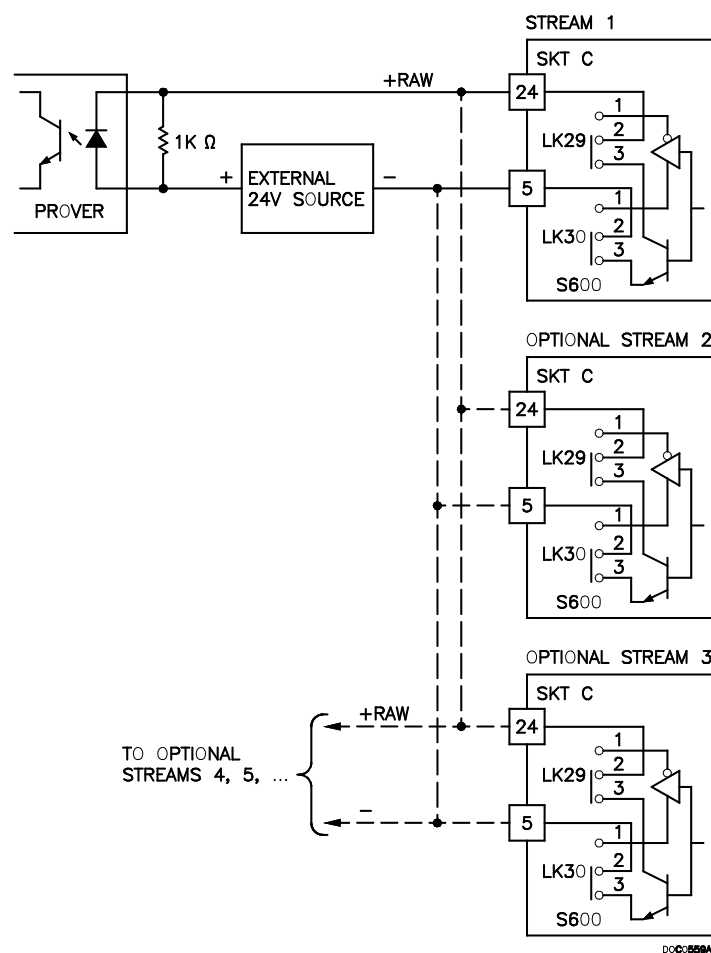 STREAM 1
SKT C
+RAW
24
1
2
LK29
3
1K Ω
+
EXTERNAL
24V SOURCE
−
5
1
2
LK30
3
PROVER
S600
OPTIONAL STREAM 2
SKT C
24
1
2
LK29
3
5
1
2
LK30
3
S600
OPTIONAL STREAM 3
SKT C
+RAW
24
1
2
LK29
3
TO OPTIONAL
STREAMS 4, 5, ...
−
5
1
2
LK30
3
S600